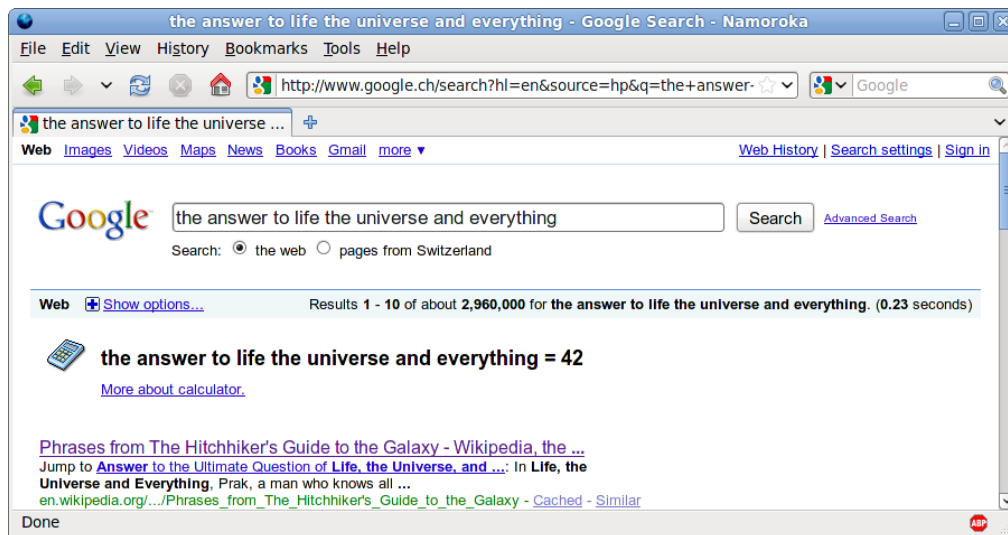 the answer to life the universe and everything - Google Search - Namoroka
File Edit View History Bookmarks Tools Help
http://www.google.ch/search?hl=en&source=hp&q=the+answer- Google
the answer to life the universe ...
Web Images Videos Maps News Books Gmail more ▼ Web History | Search settings | Sign in
Google the answer to life the universe and everything Search Advanced Search
Search: the web pages from Switzerland
Web Show options... Results 1 - 10 of about 2,960,000 for the answer to life the universe and everything. (0.23 seconds)
the answer to life the universe and everything = 42
More about calculator.
Phrases from The Hitchhiker's Guide to the Galaxy - Wikipedia, the ...
Jump to Answer to the Ultimate Question of Life, the Universe, and ...: In Life, the
Universe and Everything, Prak, a man who knows all ...
en.wikipedia.org/.../Phrases_from_The_Hitchhiker's_Guide_to_the_Galaxy - Cached - Similar
Done ABP